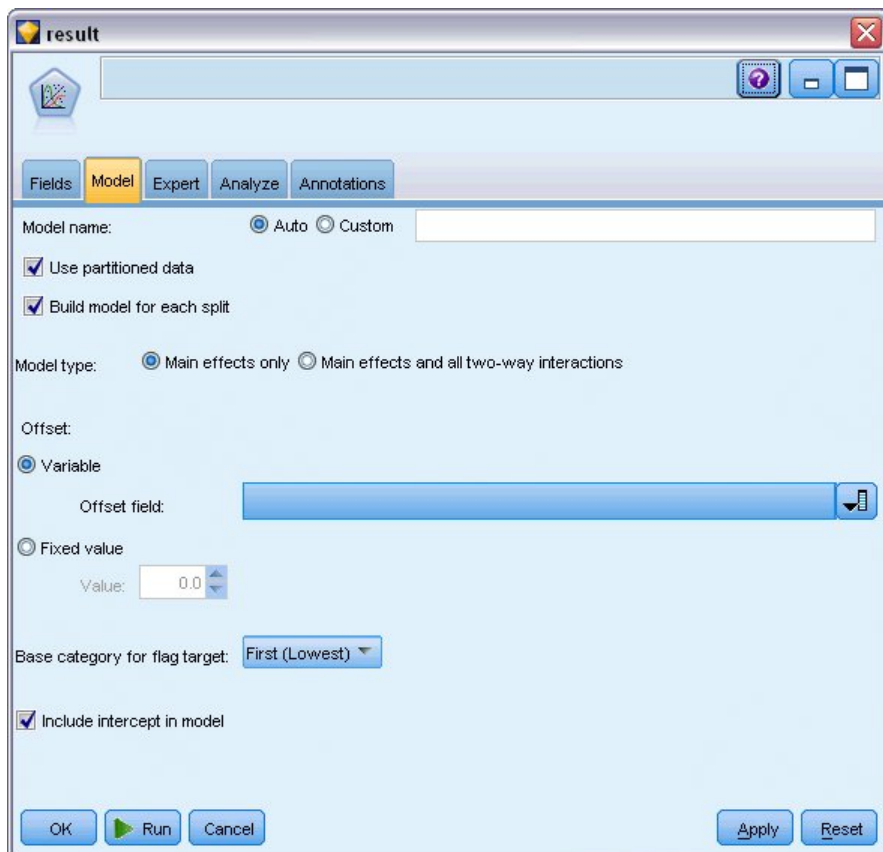 result
Fields Model Expert Analyze Annotations
Model name: Auto Custom
Use partitioned data
Build model for each split
Model type: Main effects only Main effects and all two-way interactions
Offset:
Variable
Offset field:
Fixed value
Value: 0.0
Base category for flag target: First (Lowest)
Include intercept in model
OK Run Cancel Apply Reset